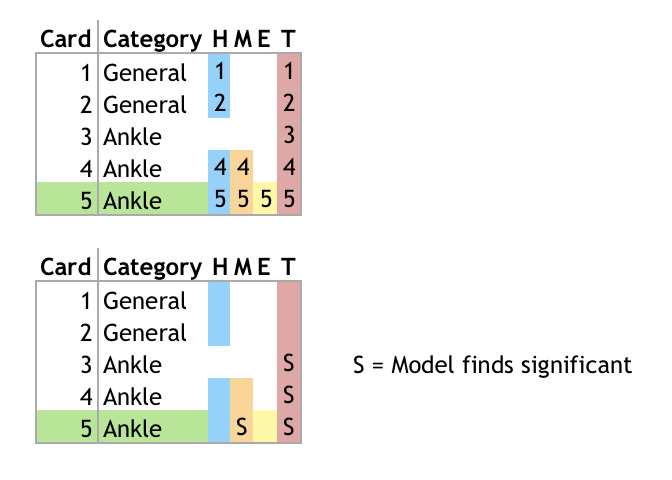 Card Category H M E T
1 General 1 1
2 General 2 2
3 Ankle 3
4 Ankle 4 4 4
5 Ankle 5 5 5 5
Card Category H M E T
1 General
2 General
3 Ankle S
S = Model finds significant
4 Ankle S
5 Ankle S S